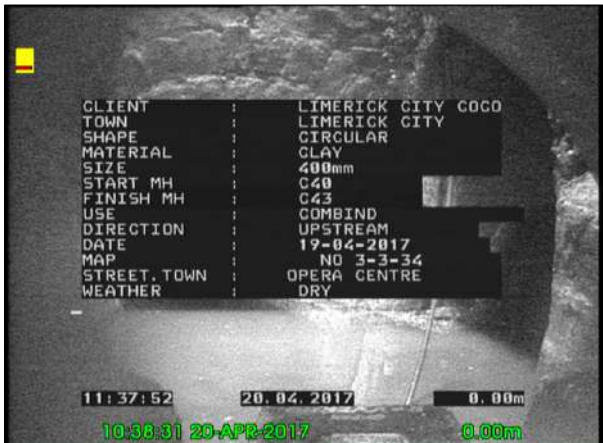 CLIENT : LIMERICK CITY COCO
TOWN : LIMERICK CITY
SHAPE : CIRCULAR
MATERIAL : CLAY
SIZE : 400mm
START MH : C40
FINISH MH : C43
USE : COMBIND
DIRECTION : UPSTREAM
DATE : 19-04-2017
MAP NO 3-3-34
STREET.TOWN : OPERA CENTRE
WEATHER : DRY
11:37:52 20.04.2017 0.00m
10:38:31 20-APR-2017 0.00m